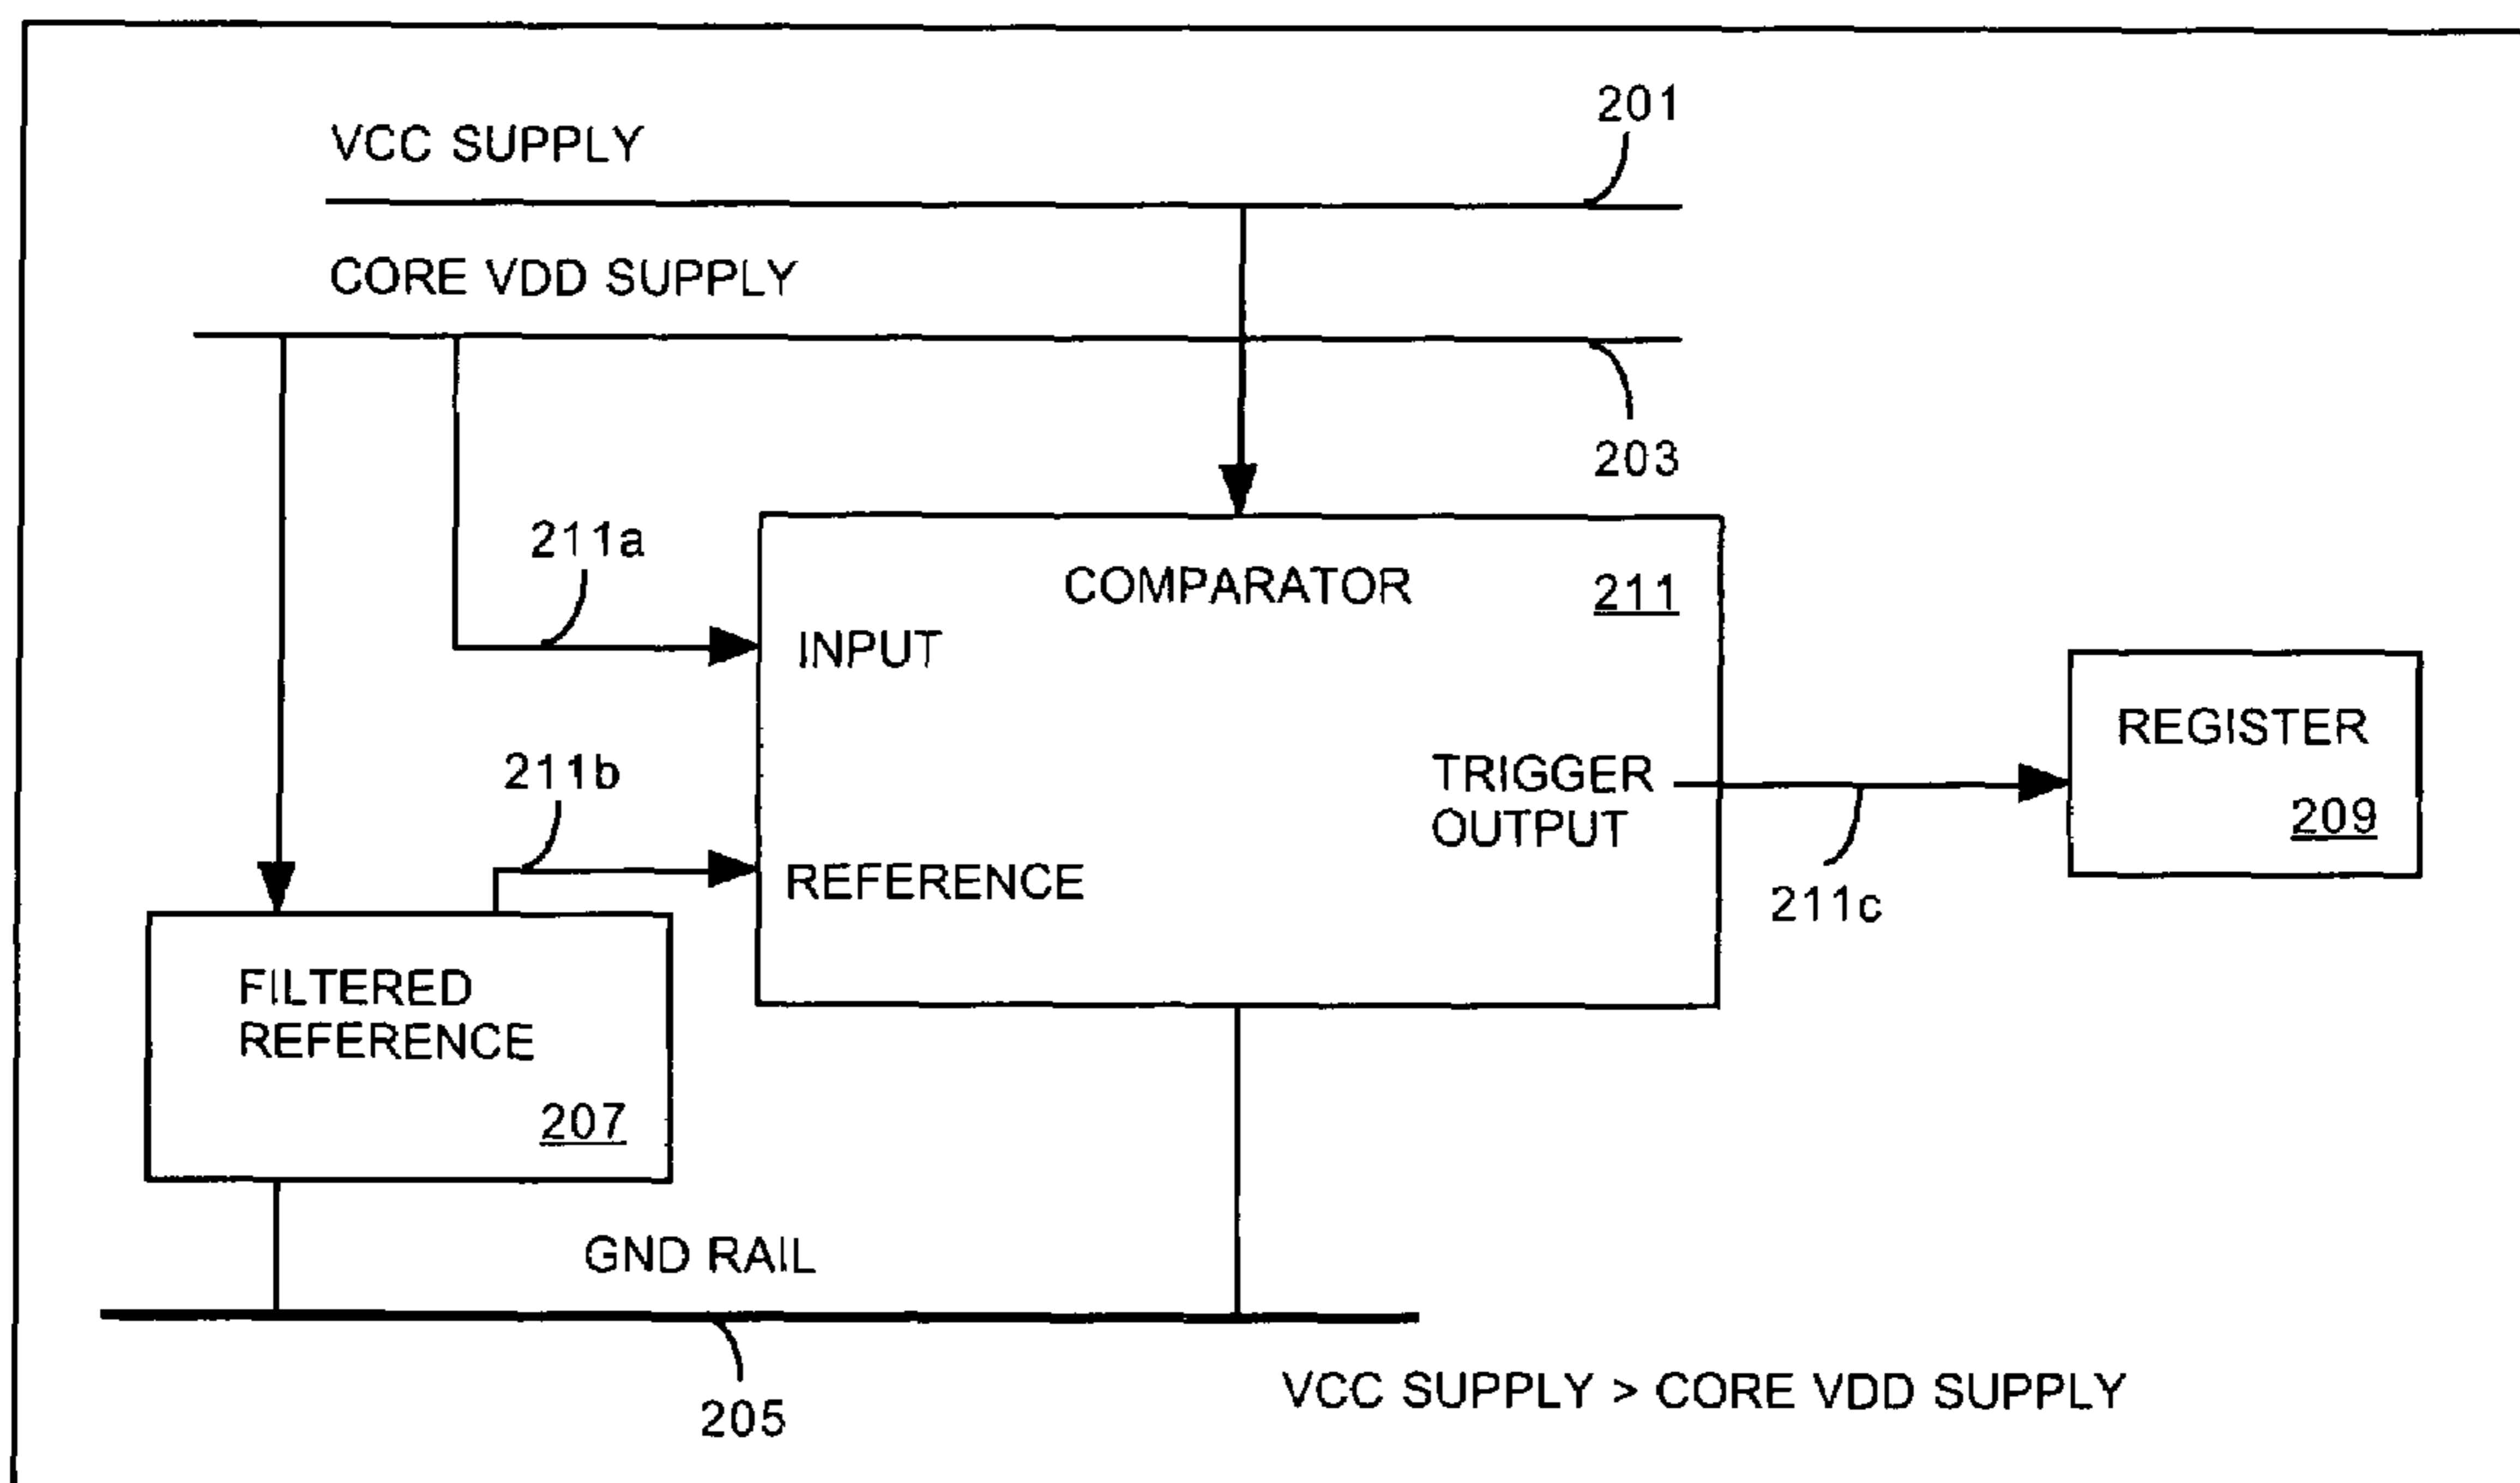 VCC SUPPLY
201
CORE VDD SUPPLY
203
211a
COMPARATOR
211
INPUT
211b
TRIGGER
OUTPUT
REFERENCE
REGISTER
209
211c
FILTERED
REFERENCE
207
GND RAIL
205
VCC SUPPLY > CORE VDD SUPPLY